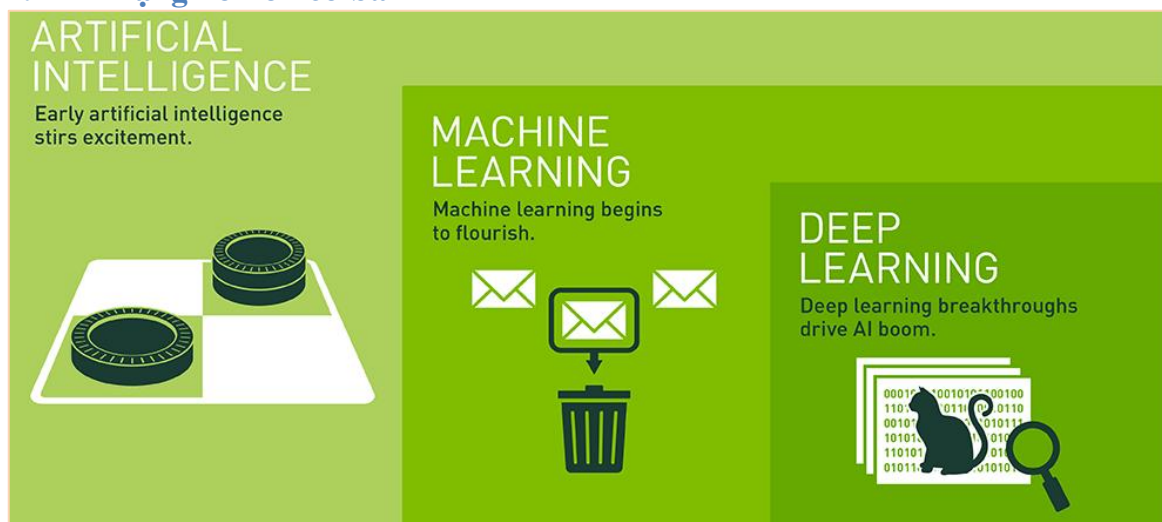 ARTIFICIAL
INTELLIGENCE
Early artificial intelligence
stirs excitement.
MACHINE
LEARNING
Machine learning begins
to flourish.
DEEP
LEARNING
Deep learning breakthroughs
drive AI boom.